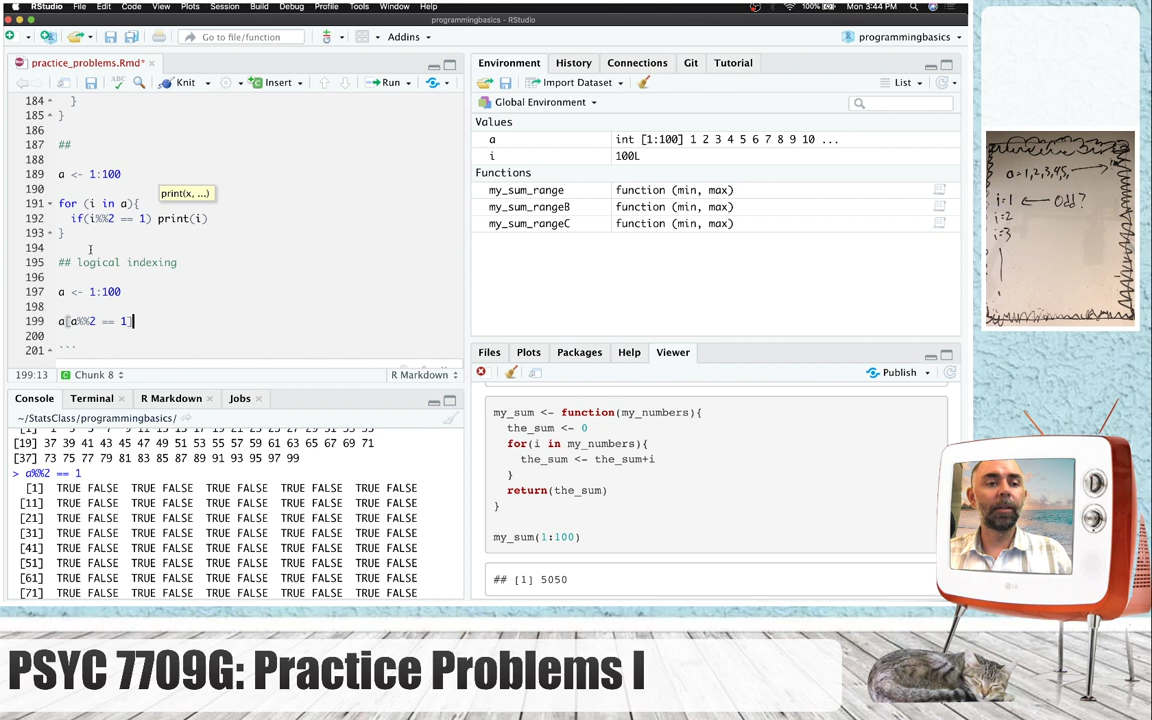 RStudio File Edit Code View Plots Session Build Debug Profile Tools Window Help 100% Mon 3:44 PM
programmingbasics - RStudio
Go to file/function Addins programmingbasics
practice_problems.Rmd*
Knit Insert Run
184 }
185 }
186
187 ##
188
189 a <- 1:100
190 print(x, ...)
191 for (i in a){
192 if(i%%2 == 1) print(i)
193 }
194
195 ## logical indexing
196
197 a <- 1:100
198
199 a[a%%2 == 1]
200
201 ```
199:13 Chunk 8 R Markdown
Console Terminal R Markdown Jobs
~/StatsClass/programmingbasics/
[19] 37 39 41 43 45 47 49 51 53 55 57 59 61 63 65 67 69 71
[37] 73 75 77 79 81 83 85 87 89 91 93 95 97 99
> a%%2 == 1
[1] TRUE FALSE TRUE FALSE TRUE FALSE TRUE FALSE TRUE FALSE
[11] TRUE FALSE TRUE FALSE TRUE FALSE TRUE FALSE TRUE FALSE
[21] TRUE FALSE TRUE FALSE TRUE FALSE TRUE FALSE TRUE FALSE
[31] TRUE FALSE TRUE FALSE TRUE FALSE TRUE FALSE TRUE FALSE
[41] TRUE FALSE TRUE FALSE TRUE FALSE TRUE FALSE TRUE FALSE
[51] TRUE FALSE TRUE FALSE TRUE FALSE TRUE FALSE TRUE FALSE
[61] TRUE FALSE TRUE FALSE TRUE FALSE TRUE FALSE TRUE FALSE
[71] TRUE FALSE TRUE FALSE TRUE FALSE TRUE FALSE TRUE FALSE
Environment History Connections Git Tutorial
Import Dataset List
Global Environment
Values
a int [1:100] 1 2 3 4 5 6 7 8 9 10 ...
i 100L
Functions
my_sum_range function (min, max)
my_sum_rangeB function (min, max)
my_sum_rangeC function (min, max)
Files Plots Packages Help Viewer
Publish
my_sum <- function(my_numbers){
the_sum <- 0
for(i in my_numbers){
the_sum <- the_sum+i
}
return(the_sum)
}
my_sum(1:100)
## [1] 5050
a=1,2,3,4,5,
i=1 odd?
i=2
i=3
LG
PSYC 7709G: Practice Problems I